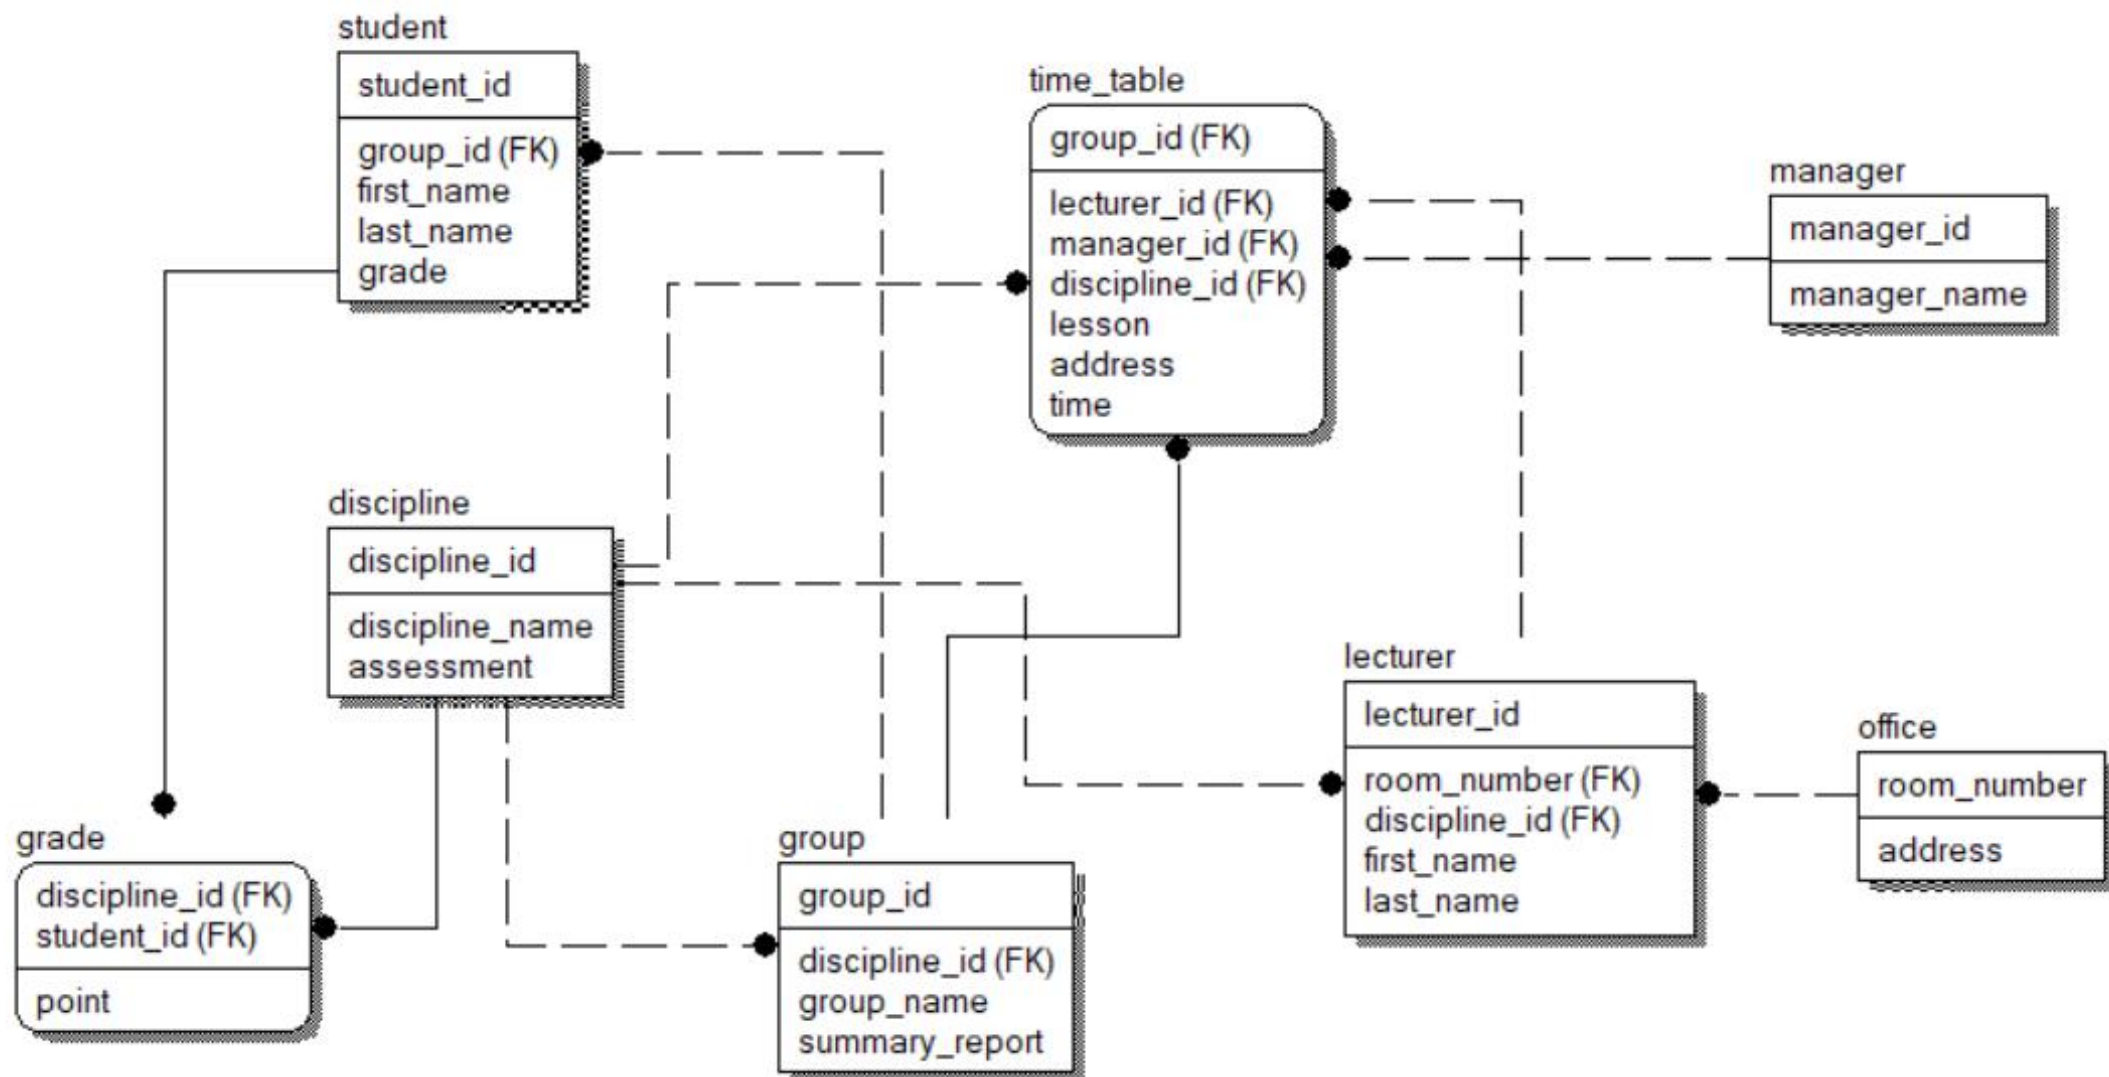 student
student_id
group_id (FK)
first_name
last_name
grade
time_table
group_id (FK)
lecturer_id (FK)
manager_id (FK)
discipline_id (FK)
lesson
address
time
manager
manager_id
manager_name
discipline
discipline_id
discipline_name
assessment
lecturer
lecturer_id
room_number (FK)
discipline_id (FK)
first_name
last_name
office
room_number
address
grade
discipline_id (FK)
student_id (FK)
point
group
group_id
discipline_id (FK)
group_name
summary_report